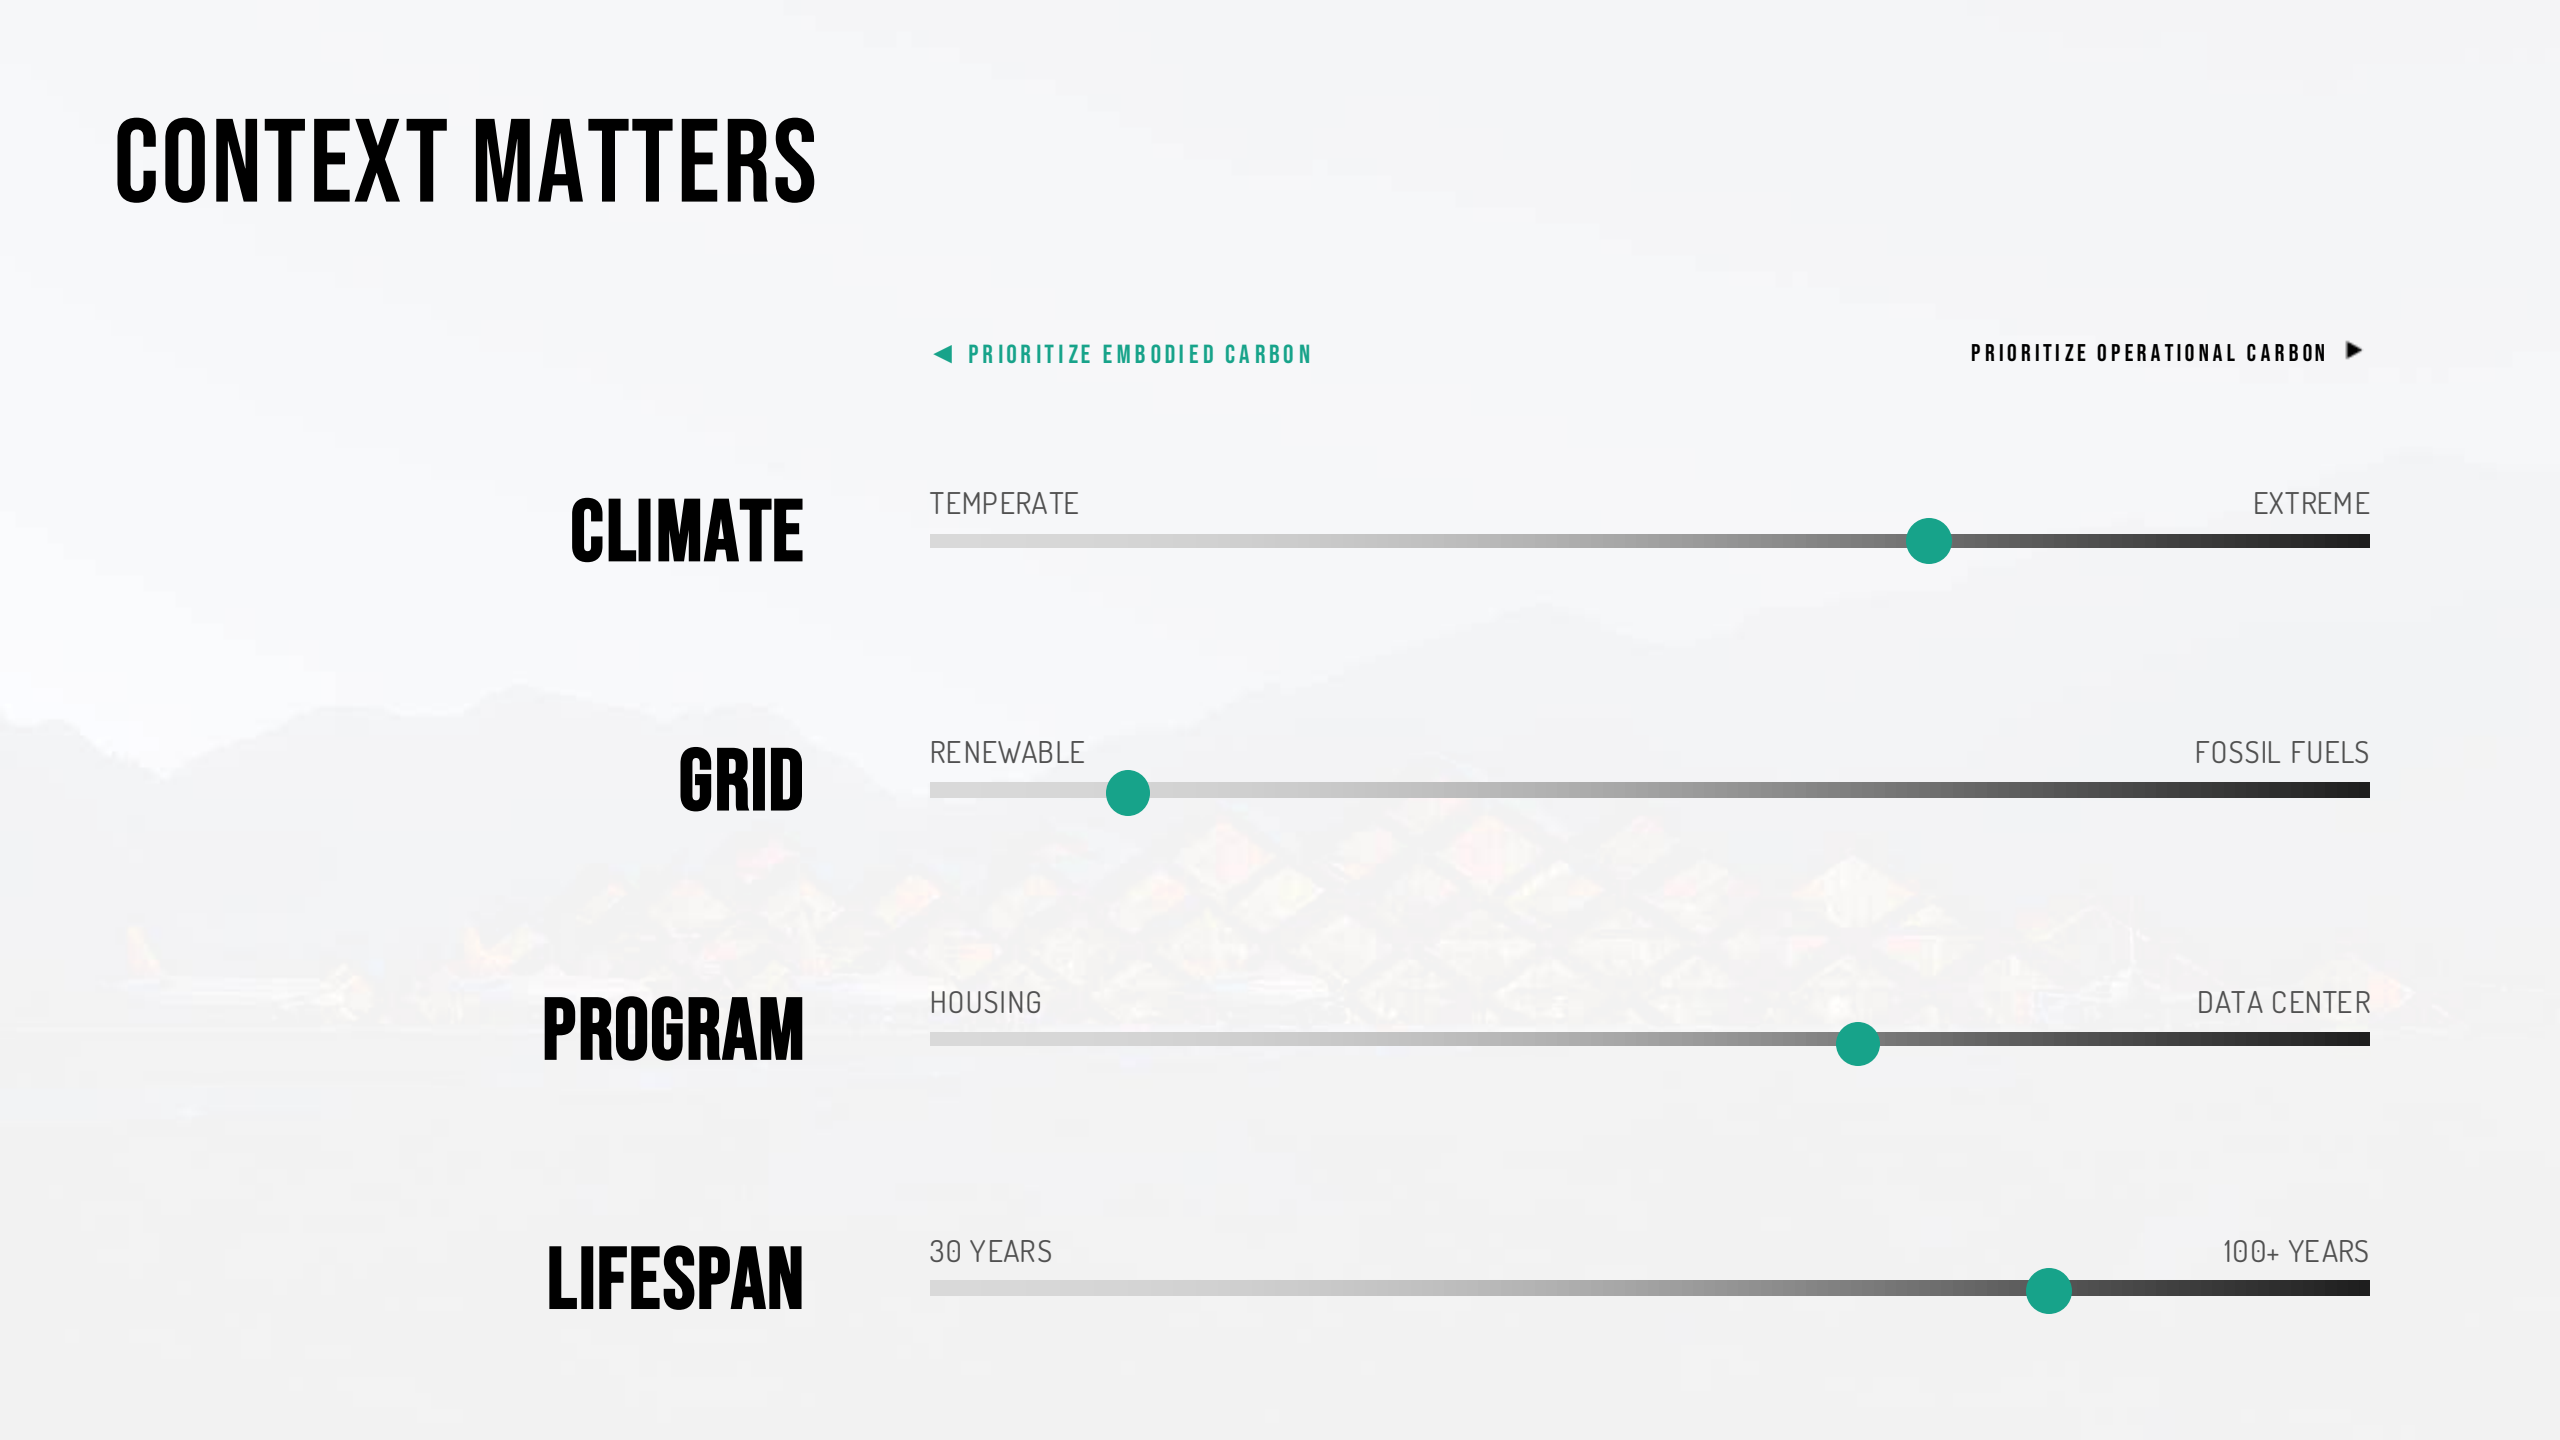 CONTEXT MATTERS
◀ PRIORITIZE EMBODIED CARBON
PRIORITIZE OPERATIONAL CARBON ▶
CLIMATE
TEMPERATE
EXTREME
GRID
RENEWABLE
FOSSIL FUELS
PROGRAM
HOUSING
DATA CENTER
LIFESPAN
30 YEARS
100+ YEARS